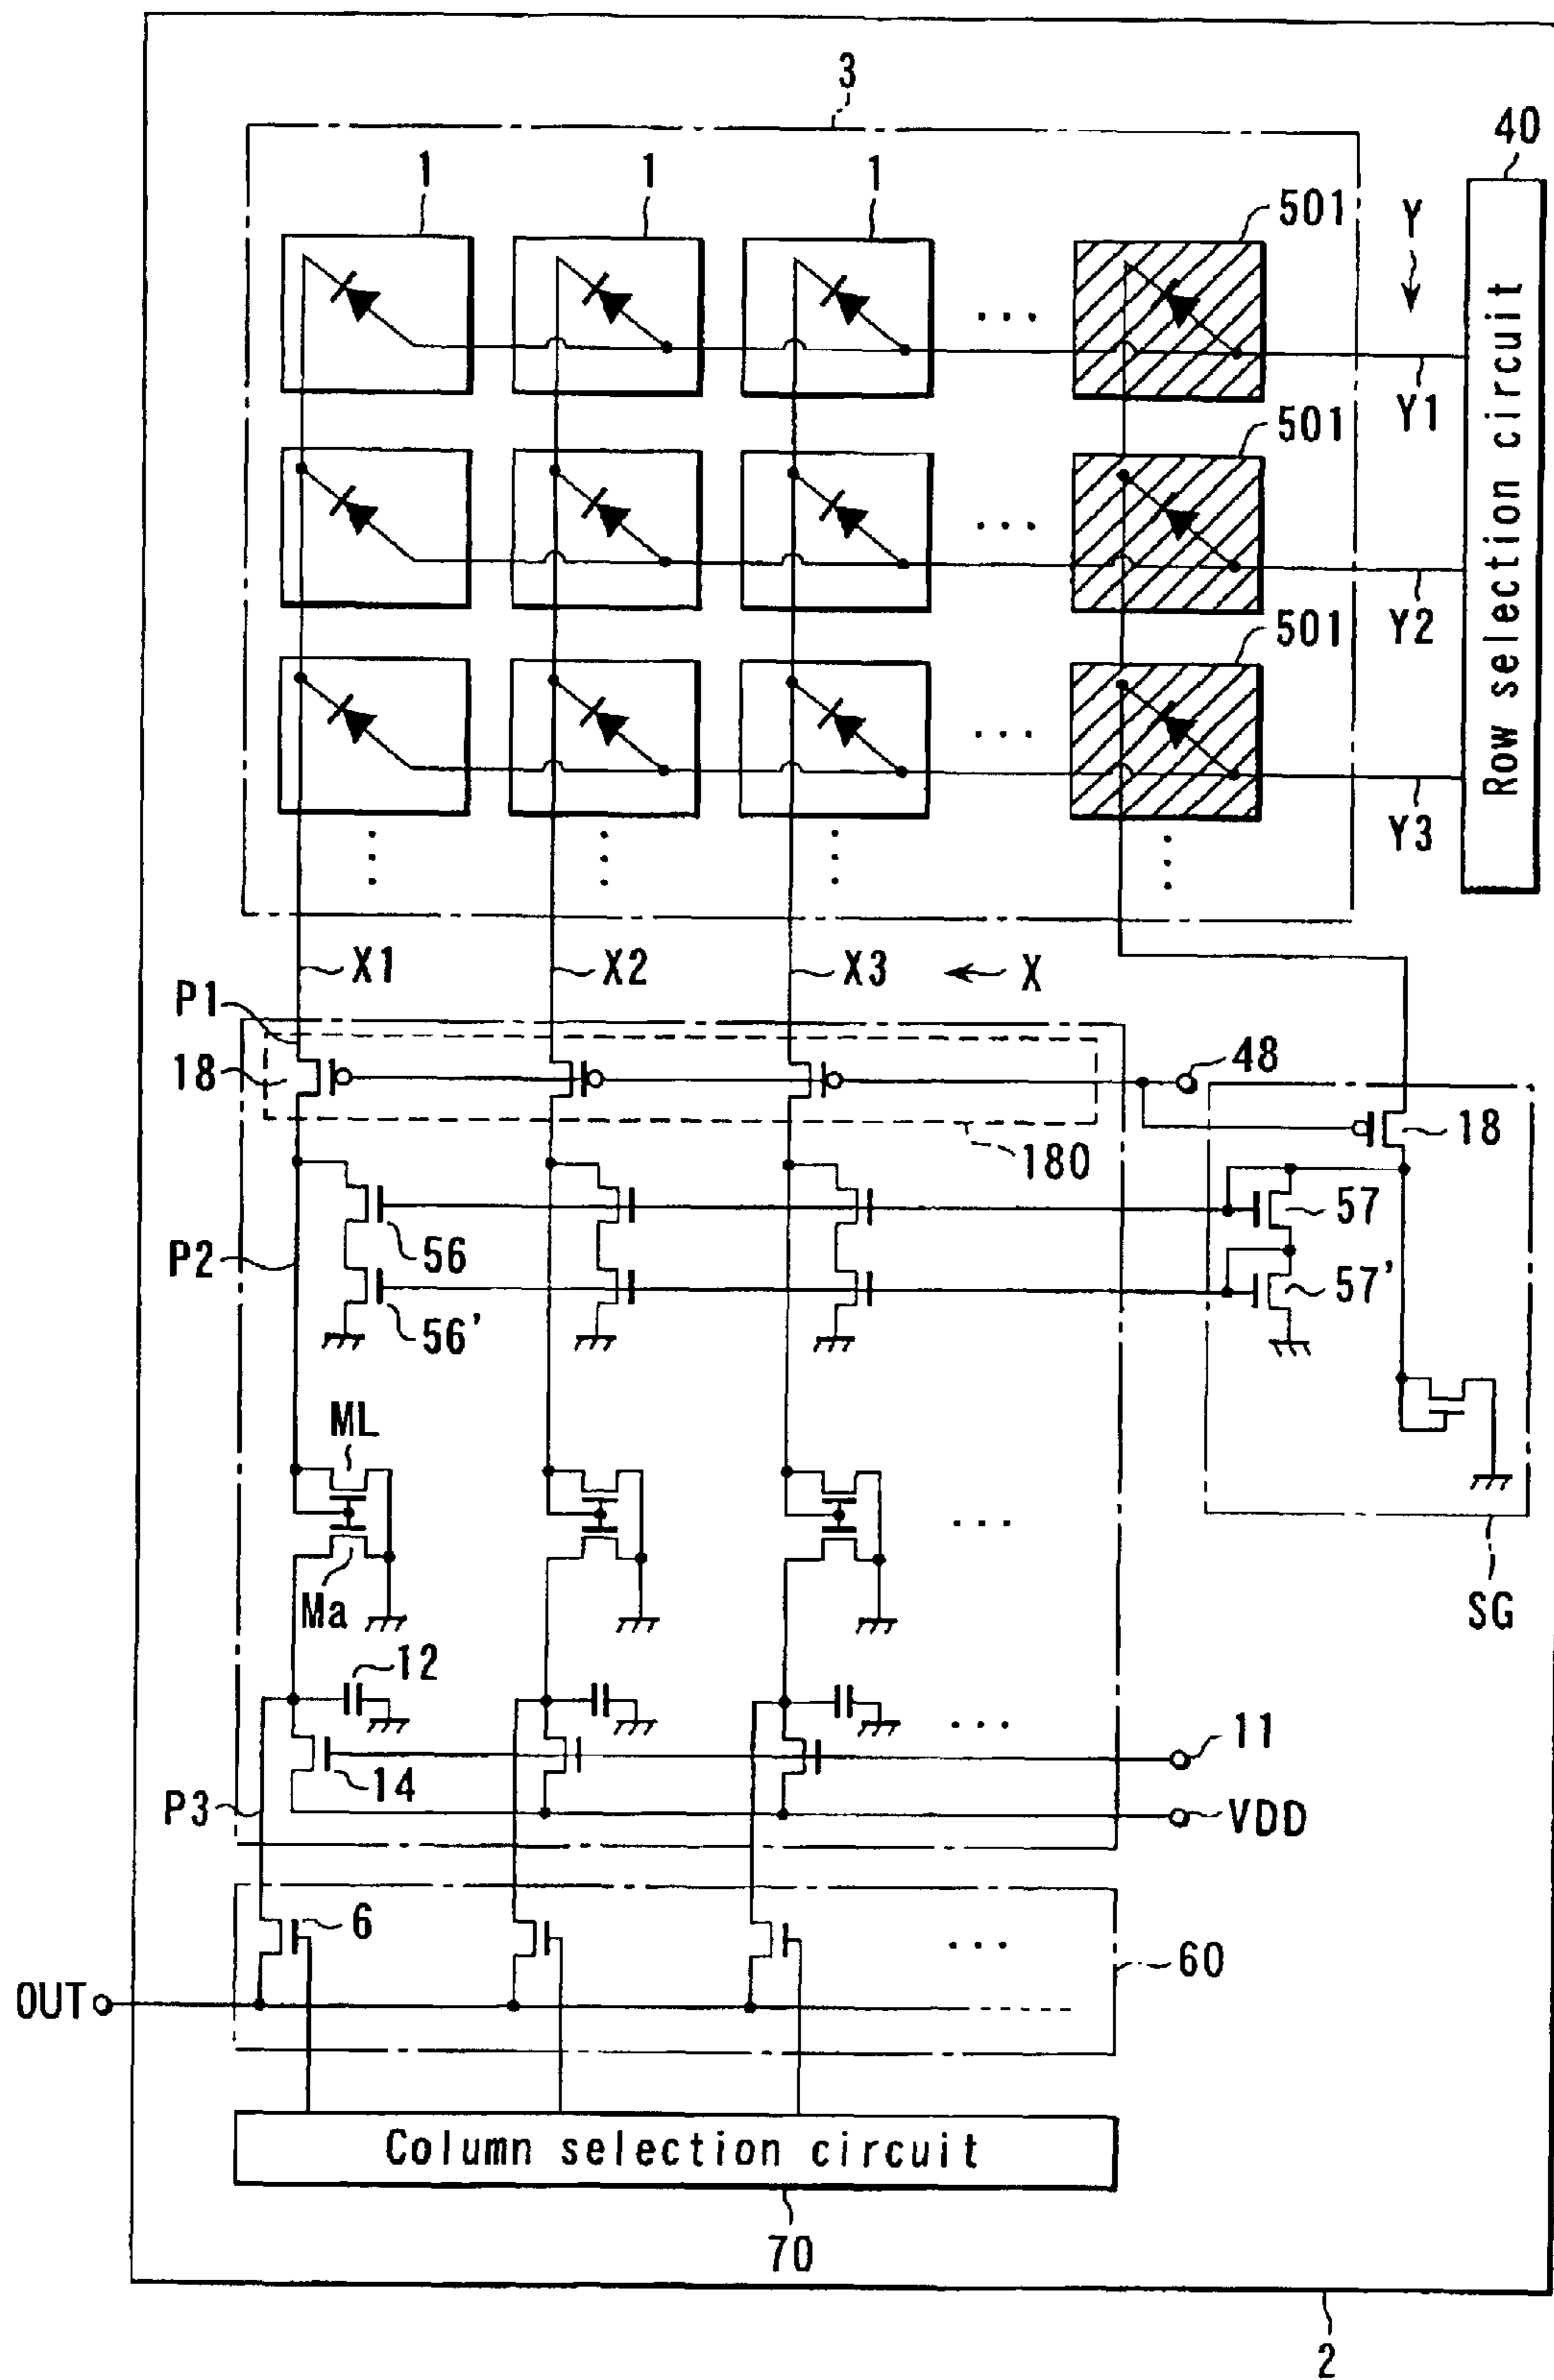 3
40
1
1
1
501
Y
Y1
501
Y2
501
Y3
Row selection circuit
X1
X2
X3
X
P1
18
48
18
180
57
P2
56
57'
56'
ML
Ma
SG
12
11
14
P3
VDD
6
60
OUT
Column selection circuit
70
2